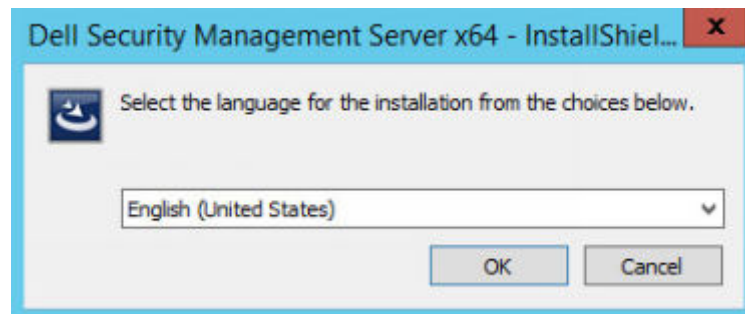 Dell Security Management Server x64 - InstallShiel...
x
Select the language for the installation from the choices below.
English (United States)
OK
Cancel